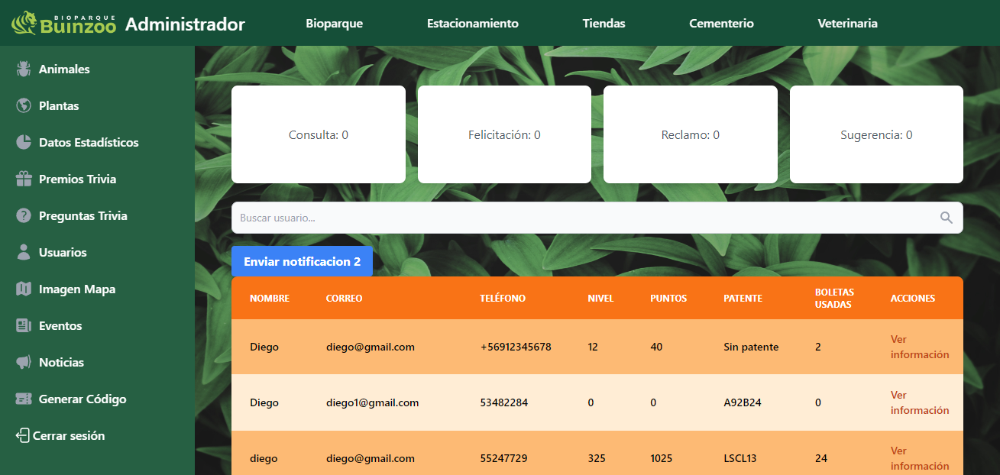 BIOPARQUE
BUINZOO Administrador Bioparque Estacionamiento Tiendas Cementerio Veterinaria
Animales
Plantas
Datos Estadísticos
Premios Trivia
Preguntas Trivia
Usuarios
Imagen Mapa
Eventos
Noticias
Generar Código
Cerrar sesión
Consulta: 0 Felicitación: 0 Reclamo: 0 Sugerencia: 0
Buscar usuario...
Enviar notificacion 2
NOMBRE CORREO TELÉFONO NIVEL PUNTOS PATENTE BOLETAS USADAS ACCIONES
Diego diego@gmail.com +56912345678 12 40 Sin patente 2 Ver información
Diego diego1@gmail.com 53482284 0 0 A92B24 0 Ver información
diego diego@gmail.com 55247729 325 1025 LSCL13 24 Ver información